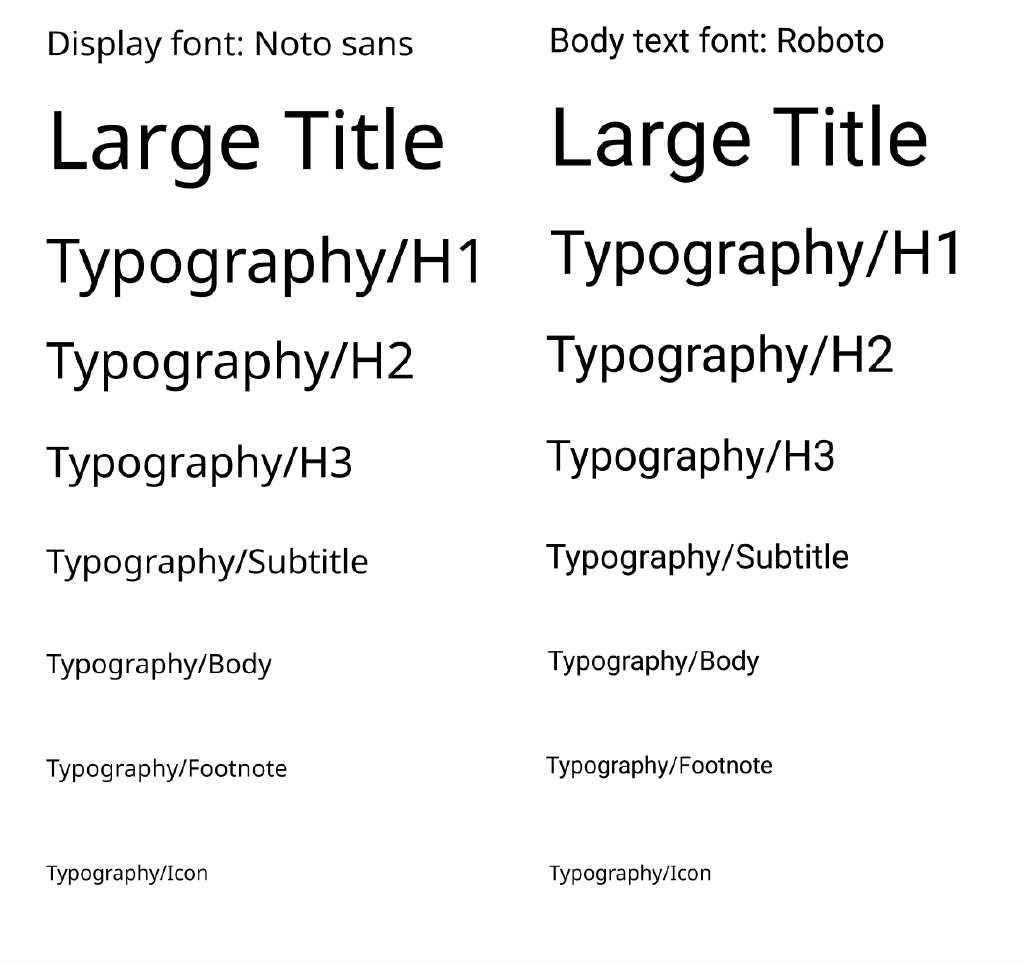 Display font: Noto sans
Large Title
Typography/H1
Typography/H2
Typography/H3
Typography/Subtitle
Typography/Body
Typography/Footnote
Typography/Icon
Body text font: Roboto
Large Title
Typography/H1
Typography/H2
Typography/H3
Typography/Subtitle
Typography/Body
Typography/Footnote
Typography/Icon